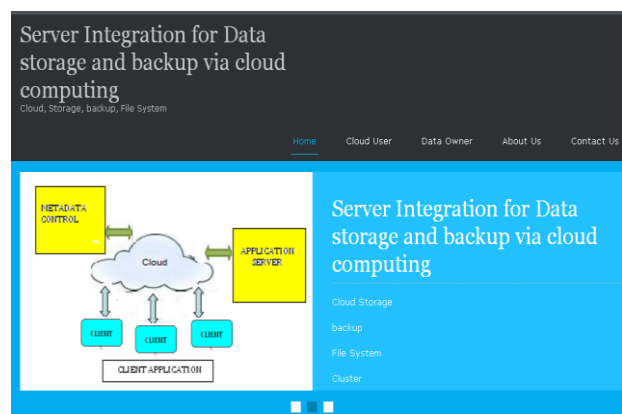 Server Integration for Data
storage and backup via cloud
computing
Cloud, Storage, backup, File System
Home Cloud User Data Owner About Us Contact Us
METADATA
CONTROL
Cloud
APPLICATION
SERVER
CLIENT CLIENT CLIENT
CLIENT APPLICATION
Server Integration for Data
storage and backup via cloud
computing
Cloud Storage
backup
File System
Cluster